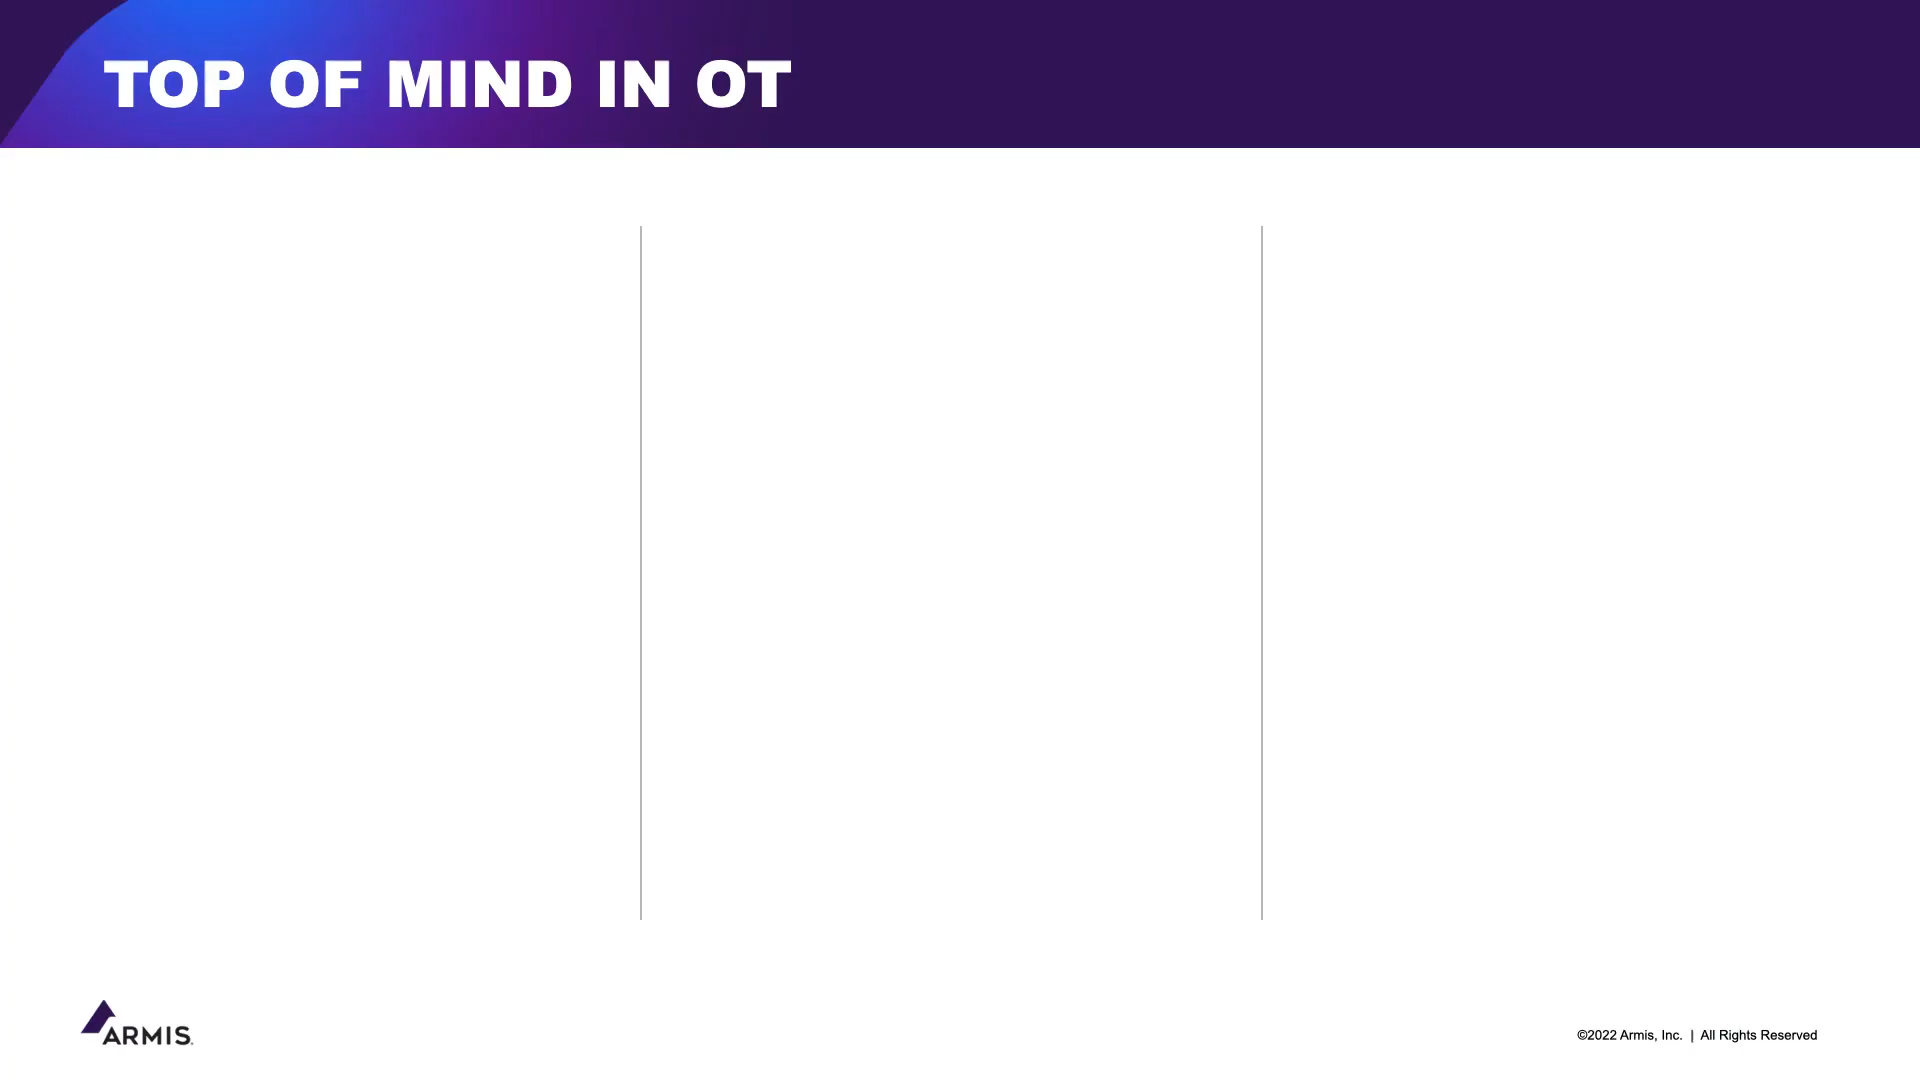 TOP OF MIND IN OT
ARMIS.
©2022 Armis, Inc. | All Rights Reserved